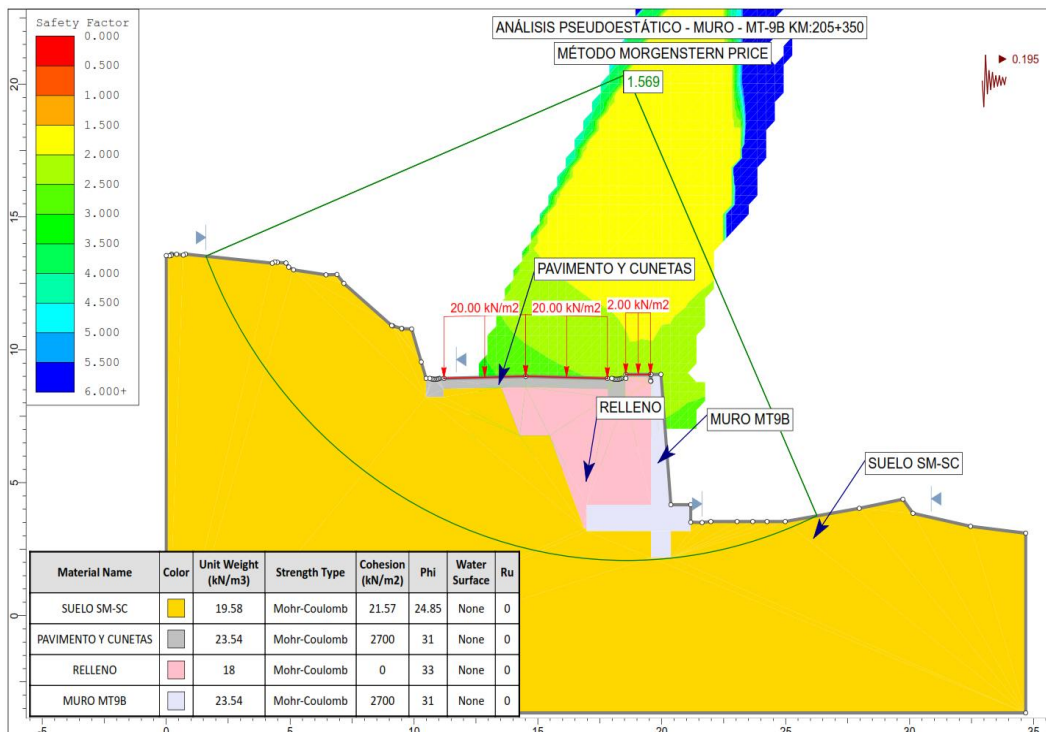 Safety Factor
0.000
0.500
1.000
1.500
2.000
2.500
3.000
3.500
4.000
4.500
5.000
5.500
6.000+
ANÁLISIS PSEUDOESTÁTICO - MURO - MT-9B KM:205+350
MÉTODO MORGENSTERN PRICE
1.569
0.195
PAVIMENTO Y CUNETAS
20.00 kN/m2
20.00 kN/m2
2.00 kN/m2
RELLENO
MURO MT9B
SUELO SM-SC
Material Name Color Unit Weight (kN/m3) Strength Type Cohesion (kN/m2) Phi Water Surface Ru
SUELO SM-SC 19.58 Mohr-Coulomb 21.57 24.85 None 0
PAVIMENTO Y CUNETAS 23.54 Mohr-Coulomb 2700 31 None 0
RELLENO 18 Mohr-Coulomb 0 33 None 0
MURO MT9B 23.54 Mohr-Coulomb 2700 31 None 0
20
15
10
5
0
-5 0 5 10 15 20 25 30 35